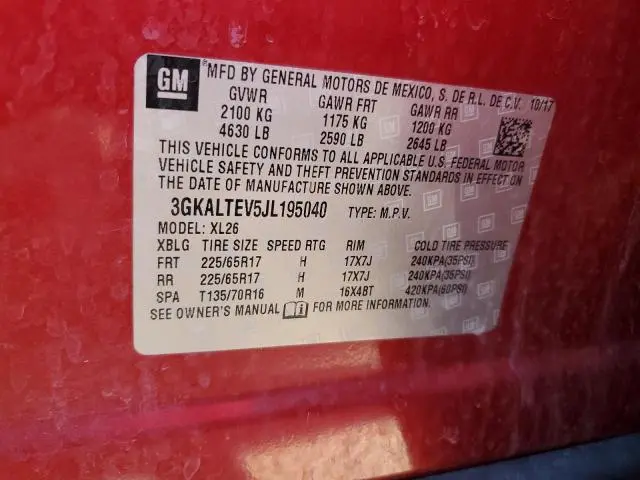 GM
® MFD BY GENERAL MOTORS DE MEXICO, S. DE R.L. DE C.V. 10/17
GVWR GAWR FRT GAWR RR
2100 KG 1175 KG 1200 KG
4630 LB 2590 LB 2645 LB
THIS VEHICLE CONFORMS TO ALL APPLICABLE U.S. FEDERAL MOTOR
VEHICLE SAFETY AND THEFT PREVENTION STANDARDS IN EFFECT ON
THE DATE OF MANUFACTURE SHOWN ABOVE.
3GKALTEV5JL195040 TYPE: M.P.V.
MODEL: XL26
XBLG TIRE SIZE SPEED RTG RIM COLD TIRE PRESSURE
FRT 225/65R17 H 17X7J 240KPA(35PSI)
RR 225/65R17 H 17X7J 240KPA(35PSI)
SPA T135/70R16 M 16X4BT 420KPA(60PSI)
SEE OWNER'S MANUAL FOR MORE INFORMATION.